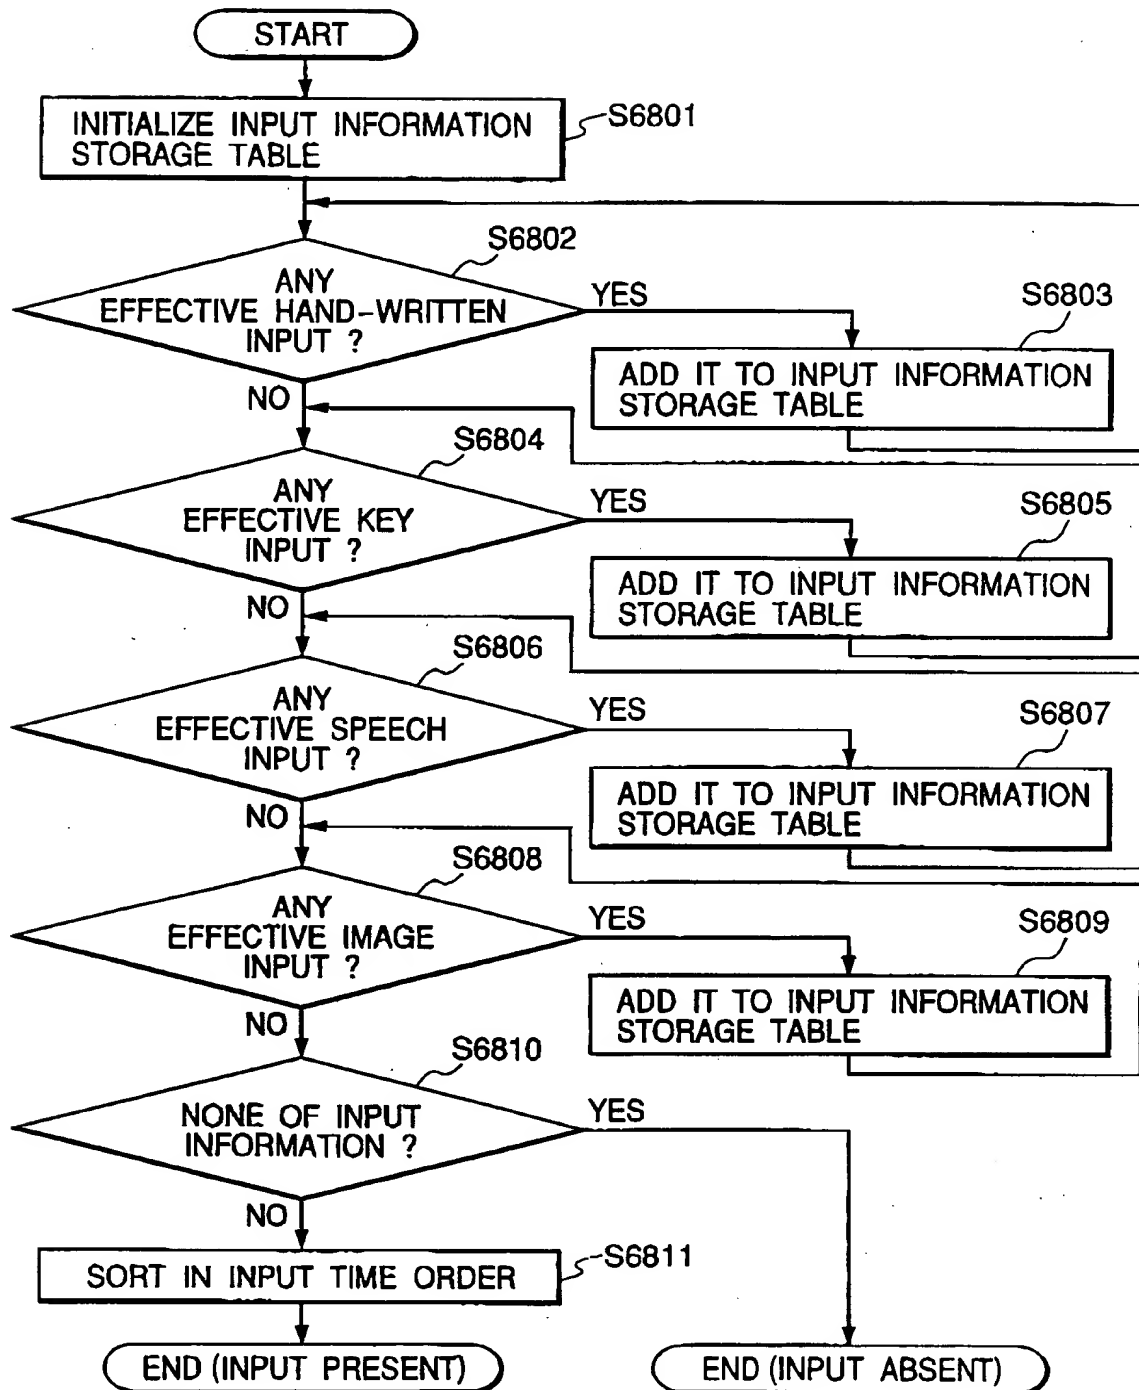 START
INITIALIZE INPUT INFORMATION
STORAGE TABLE
S6801
S6802
ANY
EFFECTIVE HAND-WRITTEN
INPUT ?
YES
NO
S6803
ADD IT TO INPUT INFORMATION
STORAGE TABLE
S6804
ANY
EFFECTIVE KEY
INPUT ?
YES
NO
S6805
ADD IT TO INPUT INFORMATION
STORAGE TABLE
S6806
ANY
EFFECTIVE SPEECH
INPUT ?
YES
NO
S6807
ADD IT TO INPUT INFORMATION
STORAGE TABLE
S6808
ANY
EFFECTIVE IMAGE
INPUT ?
YES
NO
S6809
ADD IT TO INPUT INFORMATION
STORAGE TABLE
S6810
NONE OF INPUT
INFORMATION ?
YES
NO
SORT IN INPUT TIME ORDER
S6811
END (INPUT PRESENT)
END (INPUT ABSENT)